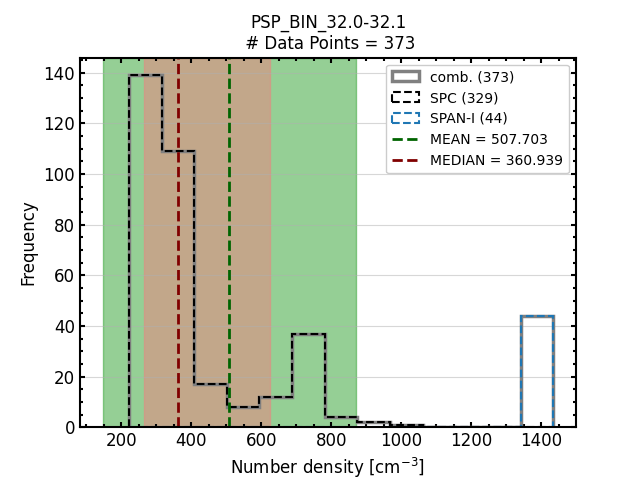 PSP_BIN_32.0-32.1
# Data Points = 373
comb. (373)
SPC (329)
SPAN-I (44)
MEAN = 507.703
MEDIAN = 360.939
Frequency
140
120
100
80
60
40
20
0
200 400 600 800 1000 1200 1400
Number density [cm⁻³]